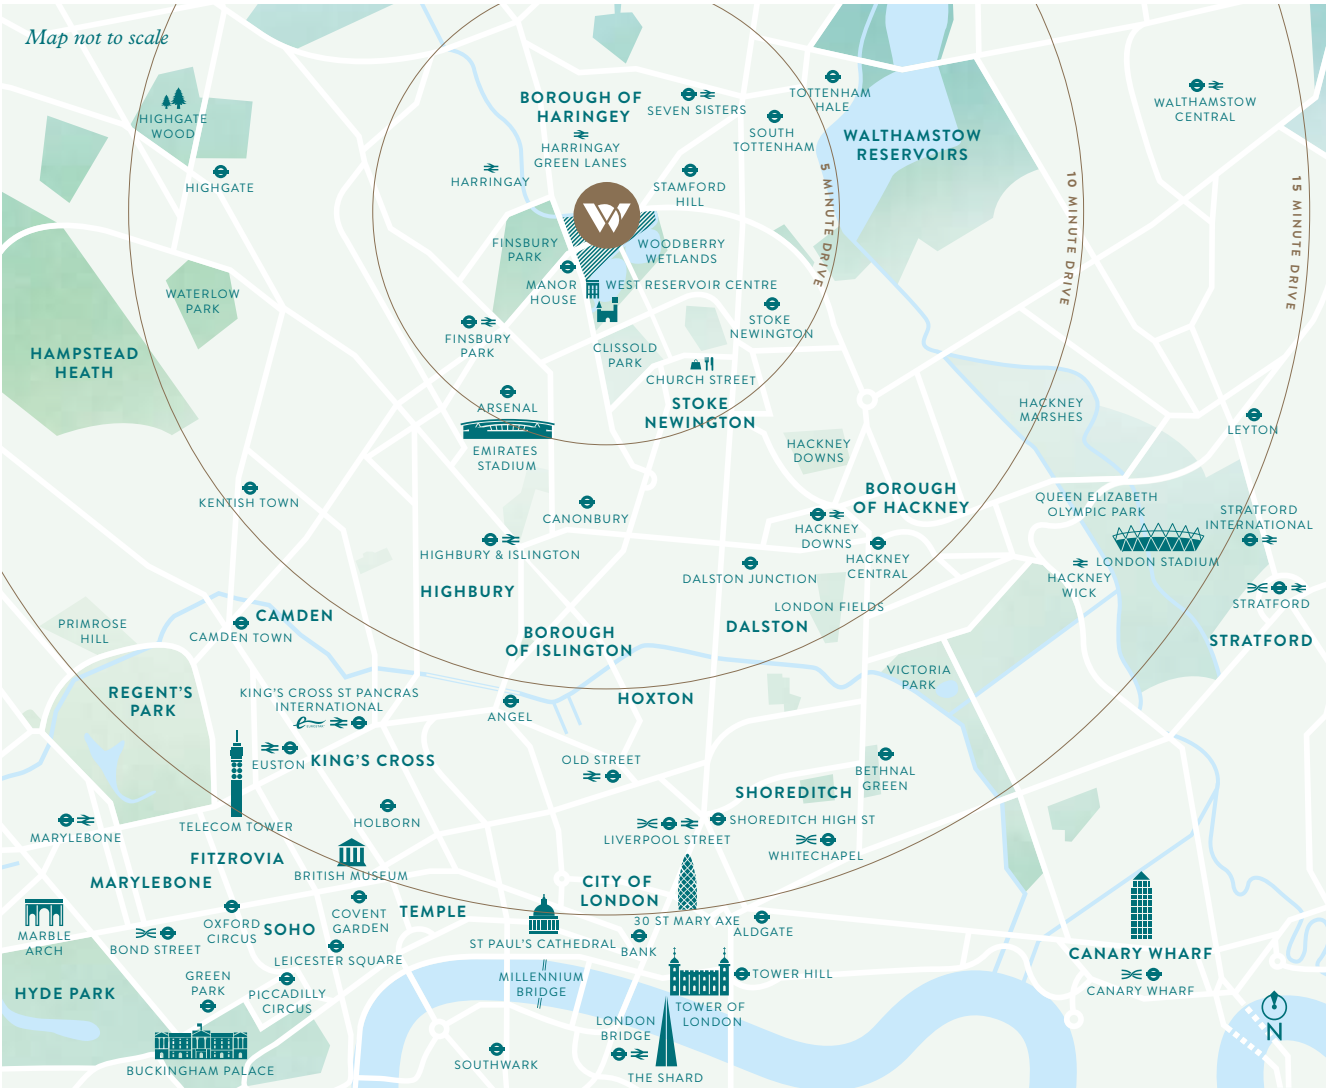 Map not to scale
HIGHGATE
WOOD
HIGHGATE
BOROUGH OF
HARINGEY
HARRINGAY
GREEN LANES
HARRINGAY
SEVEN SISTERS
TOTTENHAM
HALE
SOUTH
TOTTENHAM
STAMFORD
HILL
WALTHAMSTOW
RESERVOIRS
WALTHAMSTOW
CENTRAL
5 MINUTE DRIVE
10 MINUTE DRIVE
15 MINUTE DRIVE
FINSBURY
PARK
WOODBERRY
WETLANDS
MANOR
HOUSE
WEST RESERVOIR CENTRE
WATERLOW
PARK
HAMPSTEAD
HEATH
FINSBURY
PARK
CLISSOLD
PARK
STOKE
NEWINGTON
CHURCH STREET
STOKE
NEWINGTON
ARSENAL
EMIRATES
STADIUM
HACKNEY
MARSHES
LEYTON
HACKNEY
DOWNS
KENTISH TOWN
CANONBURY
HIGHBURY & ISLINGTON
HIGHBURY
BOROUGH
OF HACKNEY
HACKNEY
DOWNS
HACKNEY
CENTRAL
DALSTON JUNCTION
LONDON FIELDS
DALSTON
QUEEN ELIZABETH
OLYMPIC PARK
STRATFORD
INTERNATIONAL
LONDON STADIUM
HACKNEY
WICK
STRATFORD
STRATFORD
PRIMROSE
HILL
CAMDEN
CAMDEN TOWN
BOROUGH
OF ISLINGTON
VICTORIA
PARK
REGENT'S
PARK
KING'S CROSS ST PANCRAS
INTERNATIONAL
ANGEL
HOXTON
EUSTON
KING'S CROSS
OLD STREET
BETHNAL
GREEN
SHOREDITCH
SHOREDITCH HIGH ST
LIVERPOOL STREET
WHITECHAPEL
MARYLEBONE
TELECOM TOWER
HOLBORN
FITZROVIA
BRITISH MUSEUM
MARYLEBONE
CITY OF
LONDON
30 ST MARY AXE
ALDGATE
MARBLE
ARCH
OXFORD
CIRCUS
SOHO
COVENT
GARDEN
TEMPLE
BOND STREET
LEICESTER SQUARE
ST PAUL'S CATHEDRAL
BANK
CANARY WHARF
CANARY WHARF
HYDE PARK
GREEN
PARK
PICCADILLY
CIRCUS
MILLENNIUM
BRIDGE
TOWER HILL
TOWER OF
LONDON
LONDON
BRIDGE
SOUTHWARK
THE SHARD
BUCKINGHAM PALACE
N